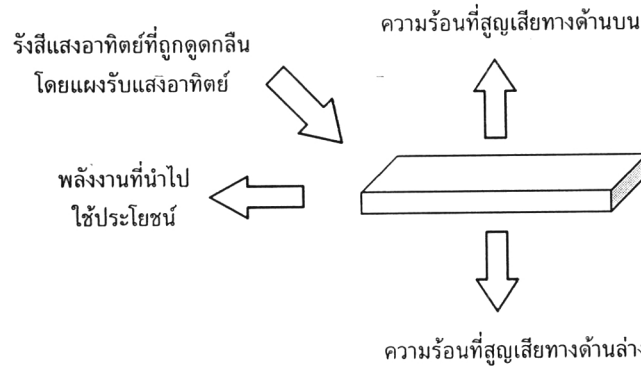 ความร้อนที่สูญเสียทางด้านบน
รังสีแสงอาทิตย์ที่ถูกดูดกลืน
โดยแผงรับแสงอาทิตย์
พลังงานที่นำไป
ใช้ประโยชน์
ความร้อนที่สูญเสียทางด้านล่าง